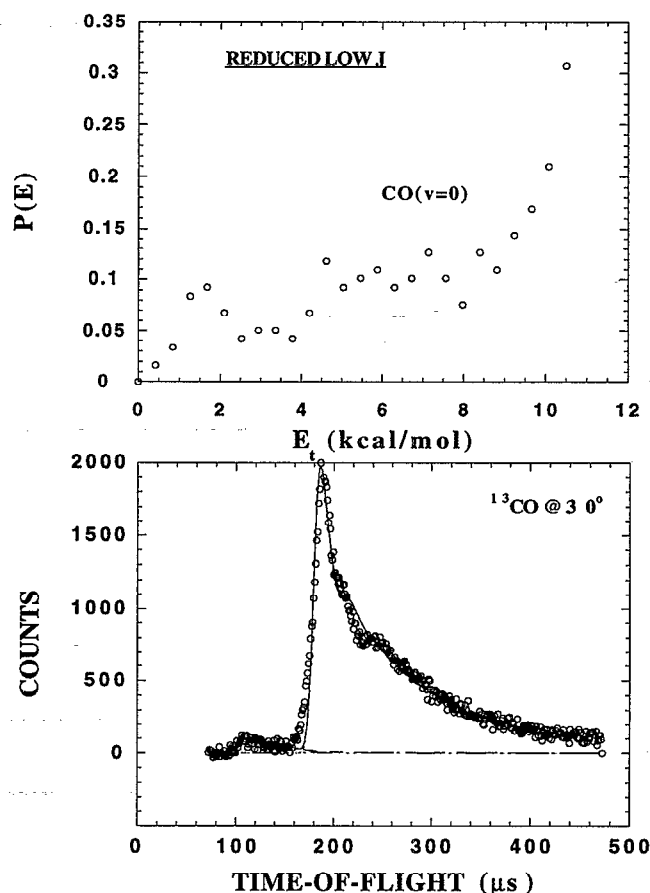 0.35
REDUCED LOW J
0.3
0.25
0.2
CO(v=0)
0.15
0.1
0.05
0
P(E)
0 2 4 6 8 10 12
Et (kcal/mol)
2000
13CO @ 3 0°
1500
1000
500
0
COUNTS
0 100 200 300 400 500
TIME-OF-FLIGHT (μs)